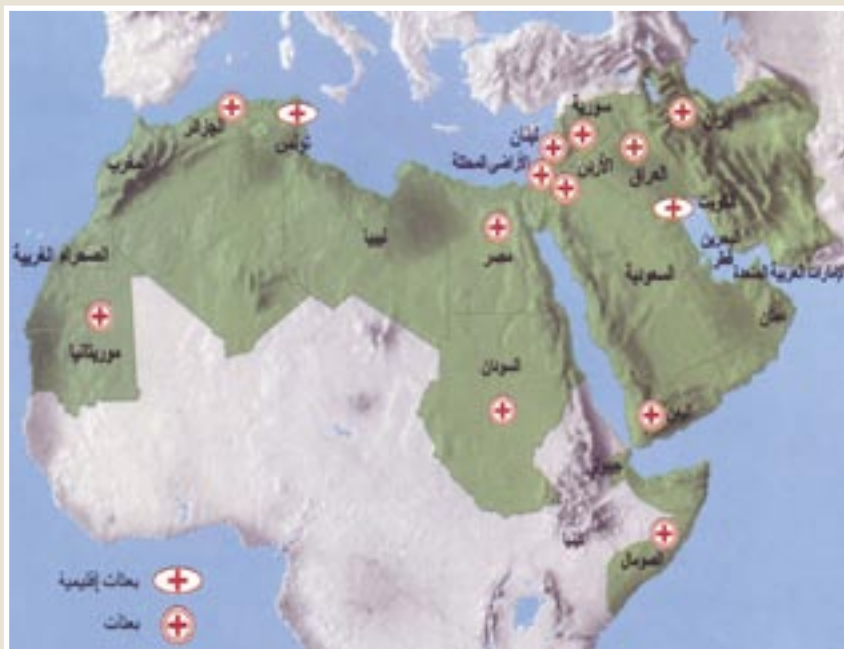 سورية
إيران
لبنان
الجزائر
تونس
الأراضي المحتلة
الأردن
العراق
المغرب
الكويت
البحرين
قطر
الإمارات العربية المتحدة
ليبيا
مصر
السعودية
الصحراء الغربية
عمان
موريتانيا
السودان
اليمن
جيبوتي
كينيا
الصومال
بعثات إقليمية
بعثات